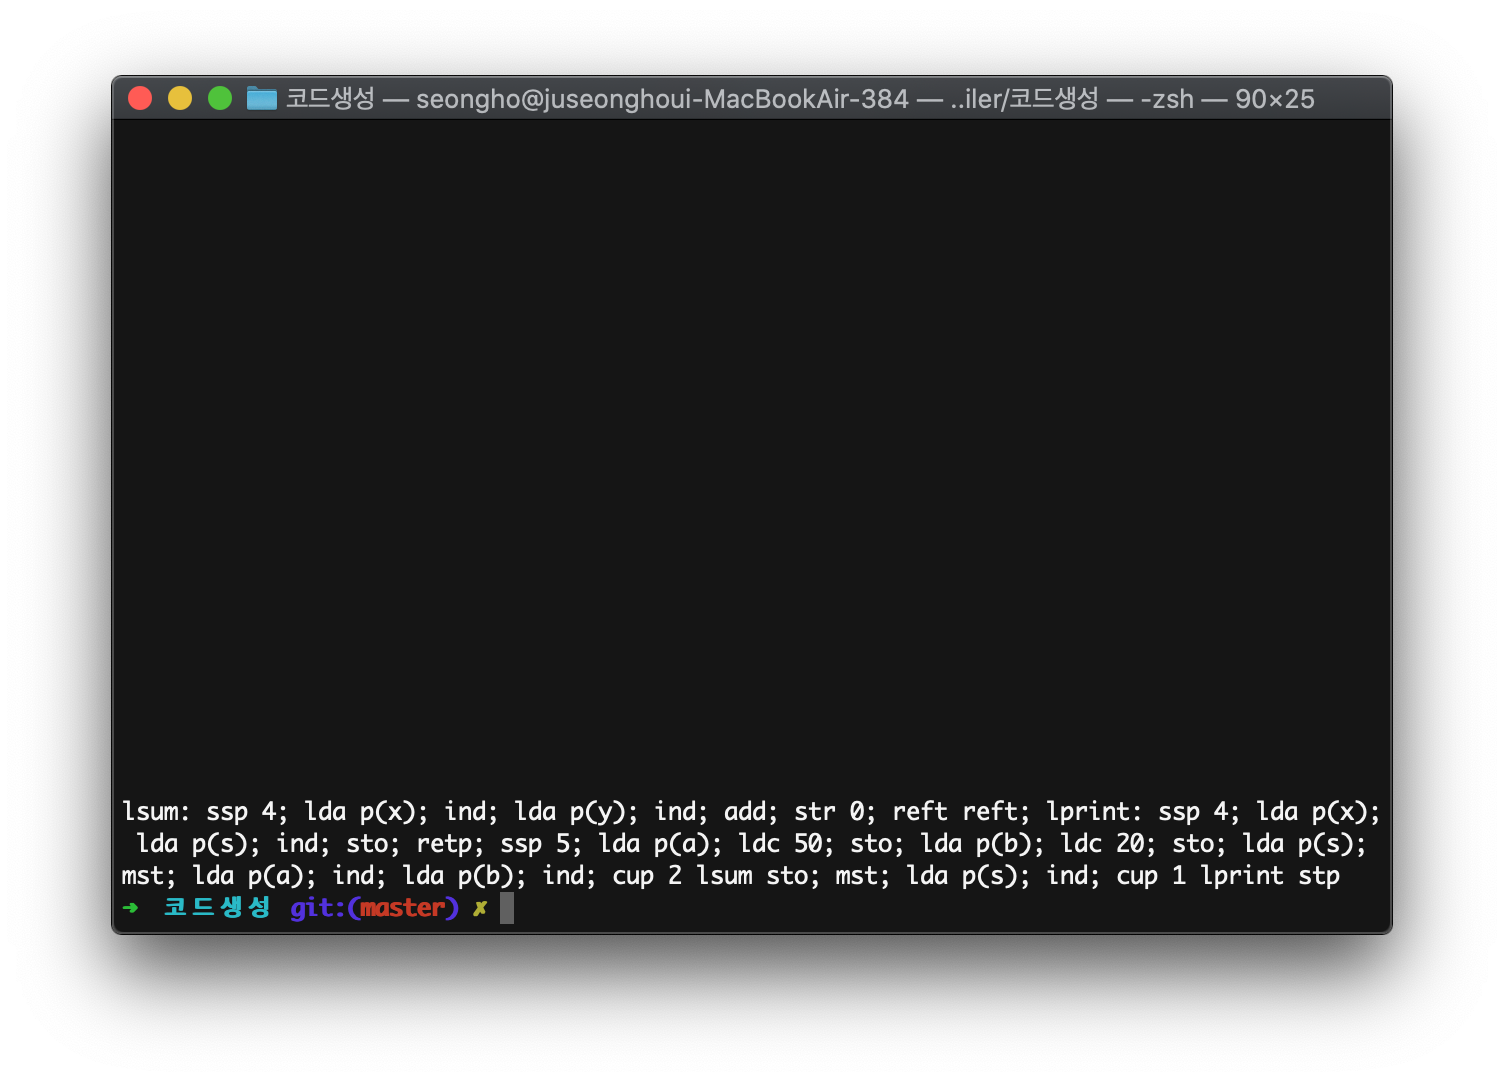 코드생성 — seongho@juseonghoui-MacBookAir-384 — ..iler/코드생성 — -zsh — 90×25
lsum: ssp 4; lda p(x); ind; lda p(y); ind; add; str 0; reft reft; lprint: ssp 4; lda p(x);
lda p(s); ind; sto; retp; ssp 5; lda p(a); ldc 50; sto; lda p(b); ldc 20; sto; lda p(s);
mst; lda p(a); ind; lda p(b); ind; cup 2 lsum sto; mst; lda p(s); ind; cup 1 lprint stp
➜ 코드생성 git:(master) ✗